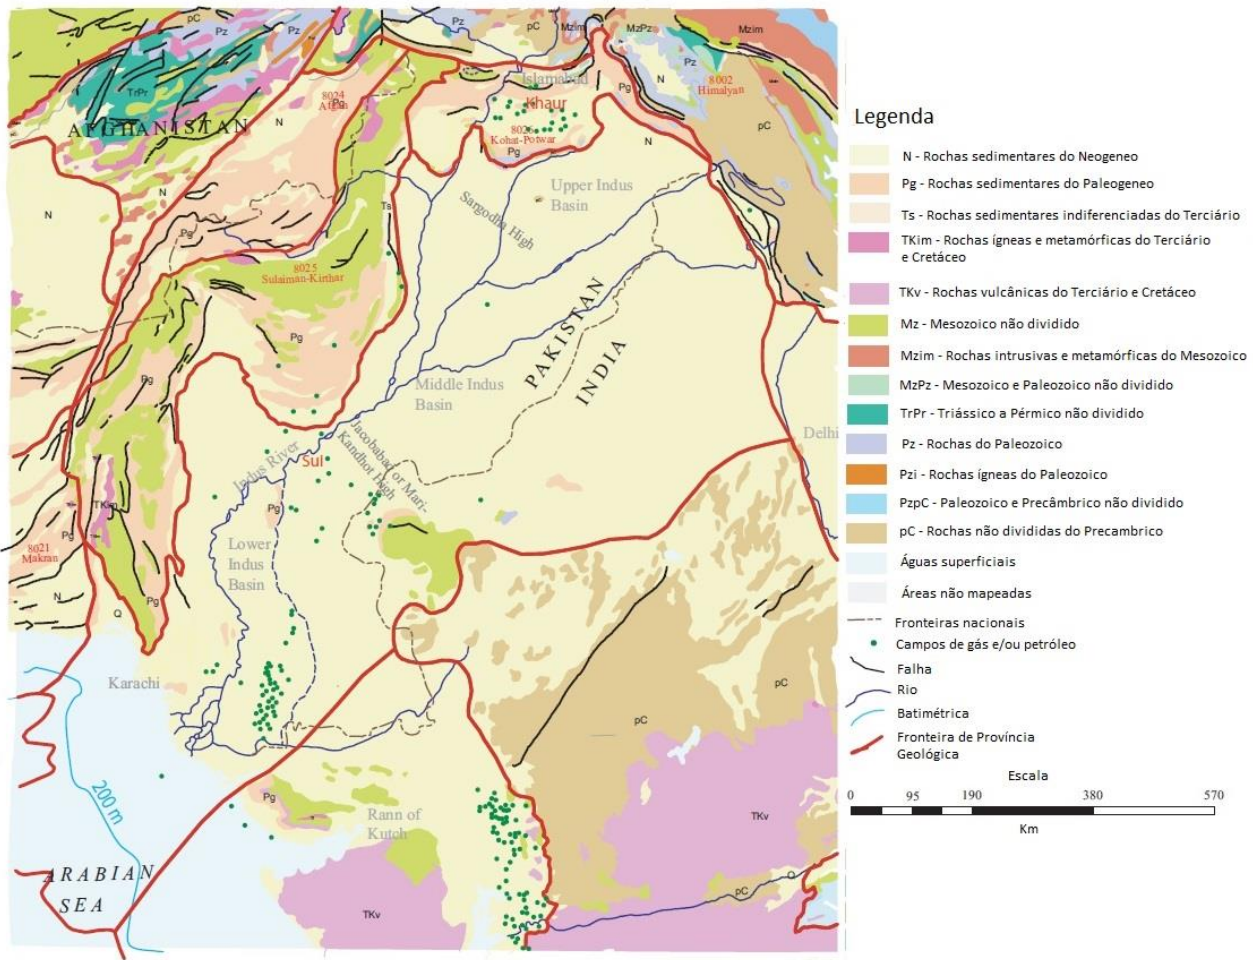 pC
Pz
Pz
TrPr
AFGHANISTAN
8024
Afgan
Pg
N
N
N
Pg
Ts
8025
Sulaiman-Kirthar
Pg
Pg
TKim
Pg
8021
Makran
N
Q
Pg
Pz
pC
Mzim
MzPz
Mzim
Pz
N
Pg
8002
Himalyan
pC
Islamabad
Khaur
Kohat-Potwar
Pg
N
Upper Indus
Basin
Sargodha High
PAKISTAN
INDIA
Middle Indus
Basin
Delhi
Indus River
Sul
Jacobabad or Mari-
Kandhot High
Pg
Lower
Indus
Basin
Karachi
200 m
ARABIAN
SEA
Pg
Rann of
Kutch
TKv
pC
pC
TKv
pC
Q
Legenda
N - Rochas sedimentares do Neogeneo
Pg - Rochas sedimentares do Paleogeneo
Ts - Rochas sedimentares indiferenciadas do Terciário
TKim - Rochas ígneas e metamórficas do Terciário
e Cretáceo
TKv - Rochas vulcânicas do Terciário e Cretáceo
Mz - Mesozoico não dividido
Mzim - Rochas intrusivas e metamórficas do Mesozoico
MzPz - Mesozoico e Paleozoico não dividido
TrPr - Triássico a Pérmico não dividido
Pz - Rochas do Paleozoico
Pzi - Rochas ígneas do Paleozoico
PzpC - Paleozoico e Precâmbrico não dividido
pC - Rochas não divididas do Precambrico
Águas superficiais
Áreas não mapeadas
Fronteiras nacionais
Campos de gás e/ou petróleo
Falha
Rio
Batimétrica
Fronteira de Província
Geológica
Escala
0 95 190 380 570
Km